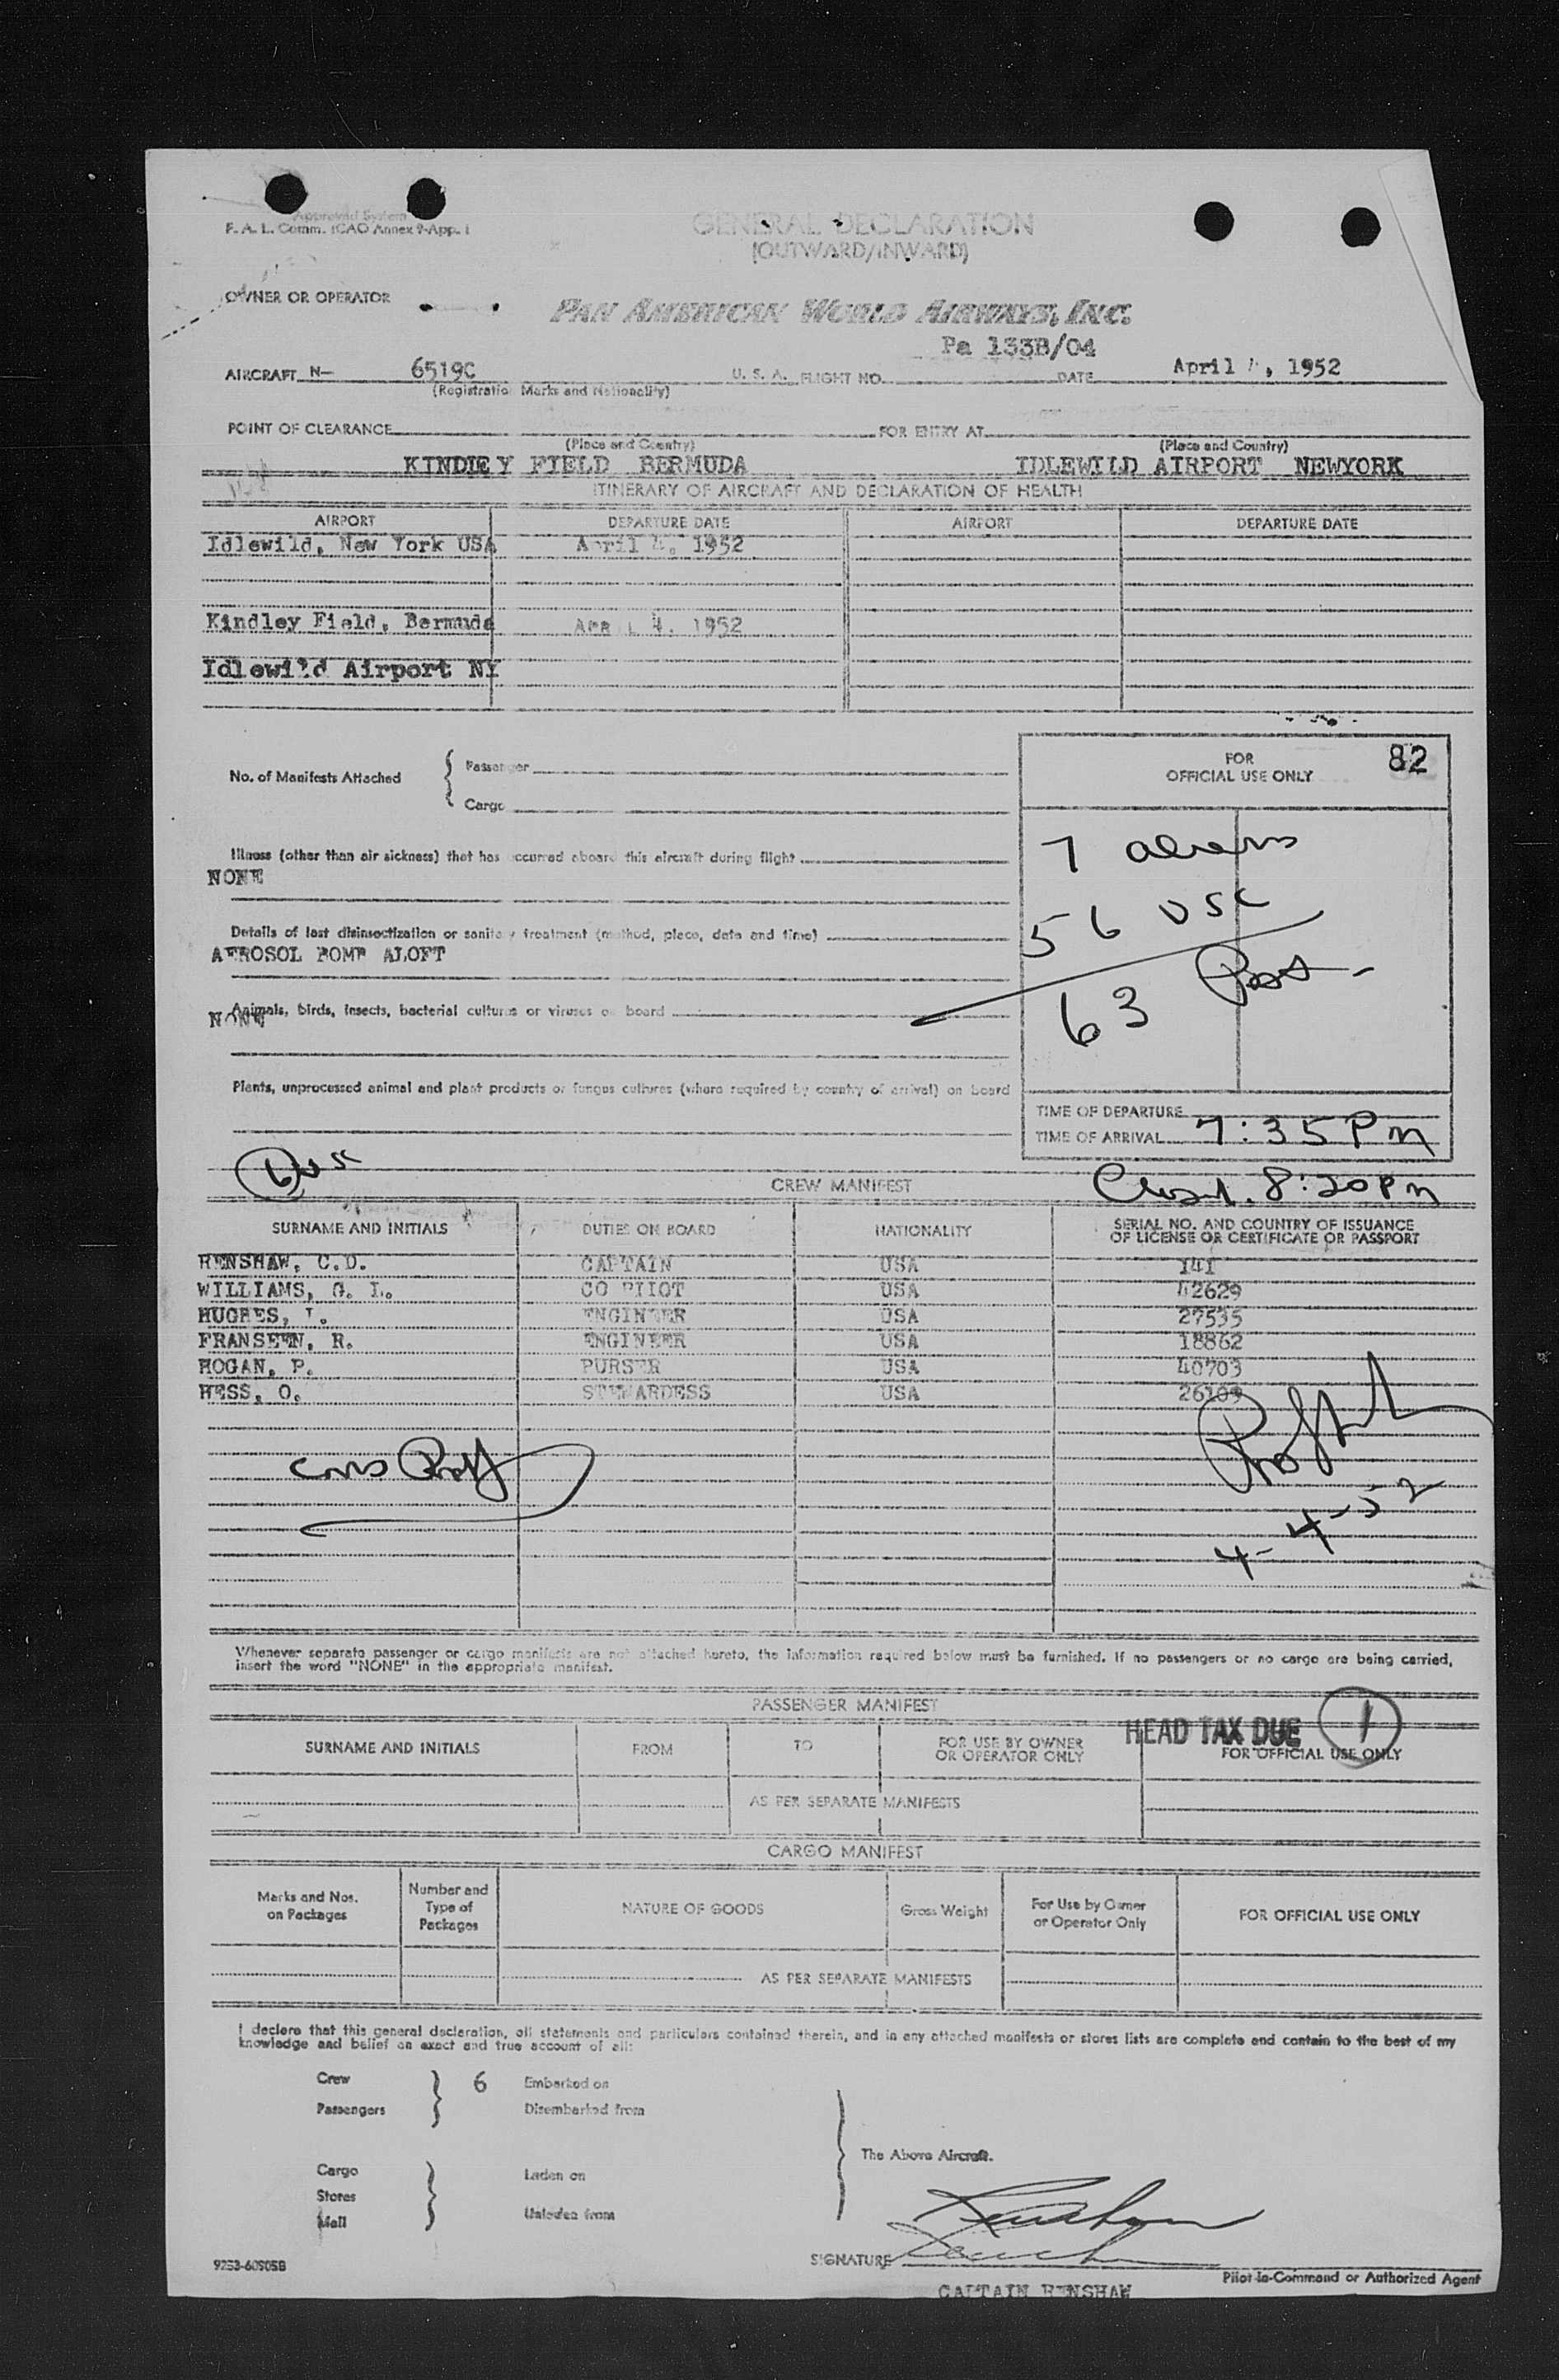 Approved System
F. A. L. Comm. ICAO Annex 9-App. 1
GENERAL DECLARATION
(OUTWARD/INWARD)
OWNER OR OPERATOR
PAN AMERICAN WORLD AIRWAYS, INC.
Pa 133B/04
AIRCRAFT N- 6519C U. S. A. FLIGHT NO. DATE April 4, 1952
(Registration Marks and Nationality)
POINT OF CLEARANCE FOR ENTRY AT
(Place and Country) (Place and Country)
KINDLEY FIELD BERMUDA IDLEWILD AIRPORT NEWYORK
ITINERARY OF AIRCRAFT AND DECLARATION OF HEALTH
AIRPORT DEPARTURE DATE AIRPORT DEPARTURE DATE
Idlewild, New York USA April 4, 1952
Kindley Field, Bermuda APRIL 4. 1952
Idlewild Airport NY
FOR 82
OFFICIAL USE ONLY
No. of Manifests Attached
Passenger
Cargo
7 aliens
56 USC
63 Pass-
Illness (other than air sickness) that has occurred aboard this aircraft during flight
NONE
Details of last disinsectization or sanitary treatment (method, place, date and time)
AEROSOL BOMB ALOFT
Animals, birds, insects, bacterial cultures or viruses on board
NONE
Plants, unprocessed animal and plant products or fungus cultures (where required by country of arrival) on board
TIME OF DEPARTURE
TIME OF ARRIVAL 7:35 PM
6 USC
CREW MANIFEST
Clsd. 8:20 PM
SURNAME AND INITIALS DUTIES ON BOARD NATIONALITY SERIAL NO. AND COUNTRY OF ISSUANCE
OF LICENSE OR CERTIFICATE OR PASSPORT
RENSHAW, C.D. CAPTAIN USA 141
WILLIAMS, G. L. CO PILOT USA 42629
HUGHES, L. ENGINEER USA 27535
FRANSEEN, R. ENGINEER USA 18862
HOGAN, P. PURSER USA 40703
HESS, O. STEWARDESS USA 26109
4-4-52
Whenever separate passenger or cargo manifests are not attached hereto, the information required below must be furnished. If no passengers or no cargo are being carried,
insert the word "NONE" in the appropriate manifest.
PASSENGER MANIFEST
HEAD TAX DUE 1
SURNAME AND INITIALS FROM TO FOR USE BY OWNER
OR OPERATOR ONLY FOR OFFICIAL USE ONLY
AS PER SEPARATE MANIFESTS
CARGO MANIFEST
Marks and Nos.
on Packages
Number and
Type of
Packages
NATURE OF GOODS
Gross Weight
For Use by Owner
or Operator Only
FOR OFFICIAL USE ONLY
AS PER SEPARATE MANIFESTS
I declare that this general declaration, all statements and particulars contained therein, and in any attached manifests or stores lists are complete and contain to the best of my
knowledge and belief an exact and true account of all:
Crew 6 Embarked on
Passengers Disembarked from
The Above Aircraft.
Cargo Laden on
Stores
Mail Unladen from
Renshaw
SIGNATURE
9253-60S05B
Pilot-in-Command or Authorized Agent
CAPTAIN RENSHAW